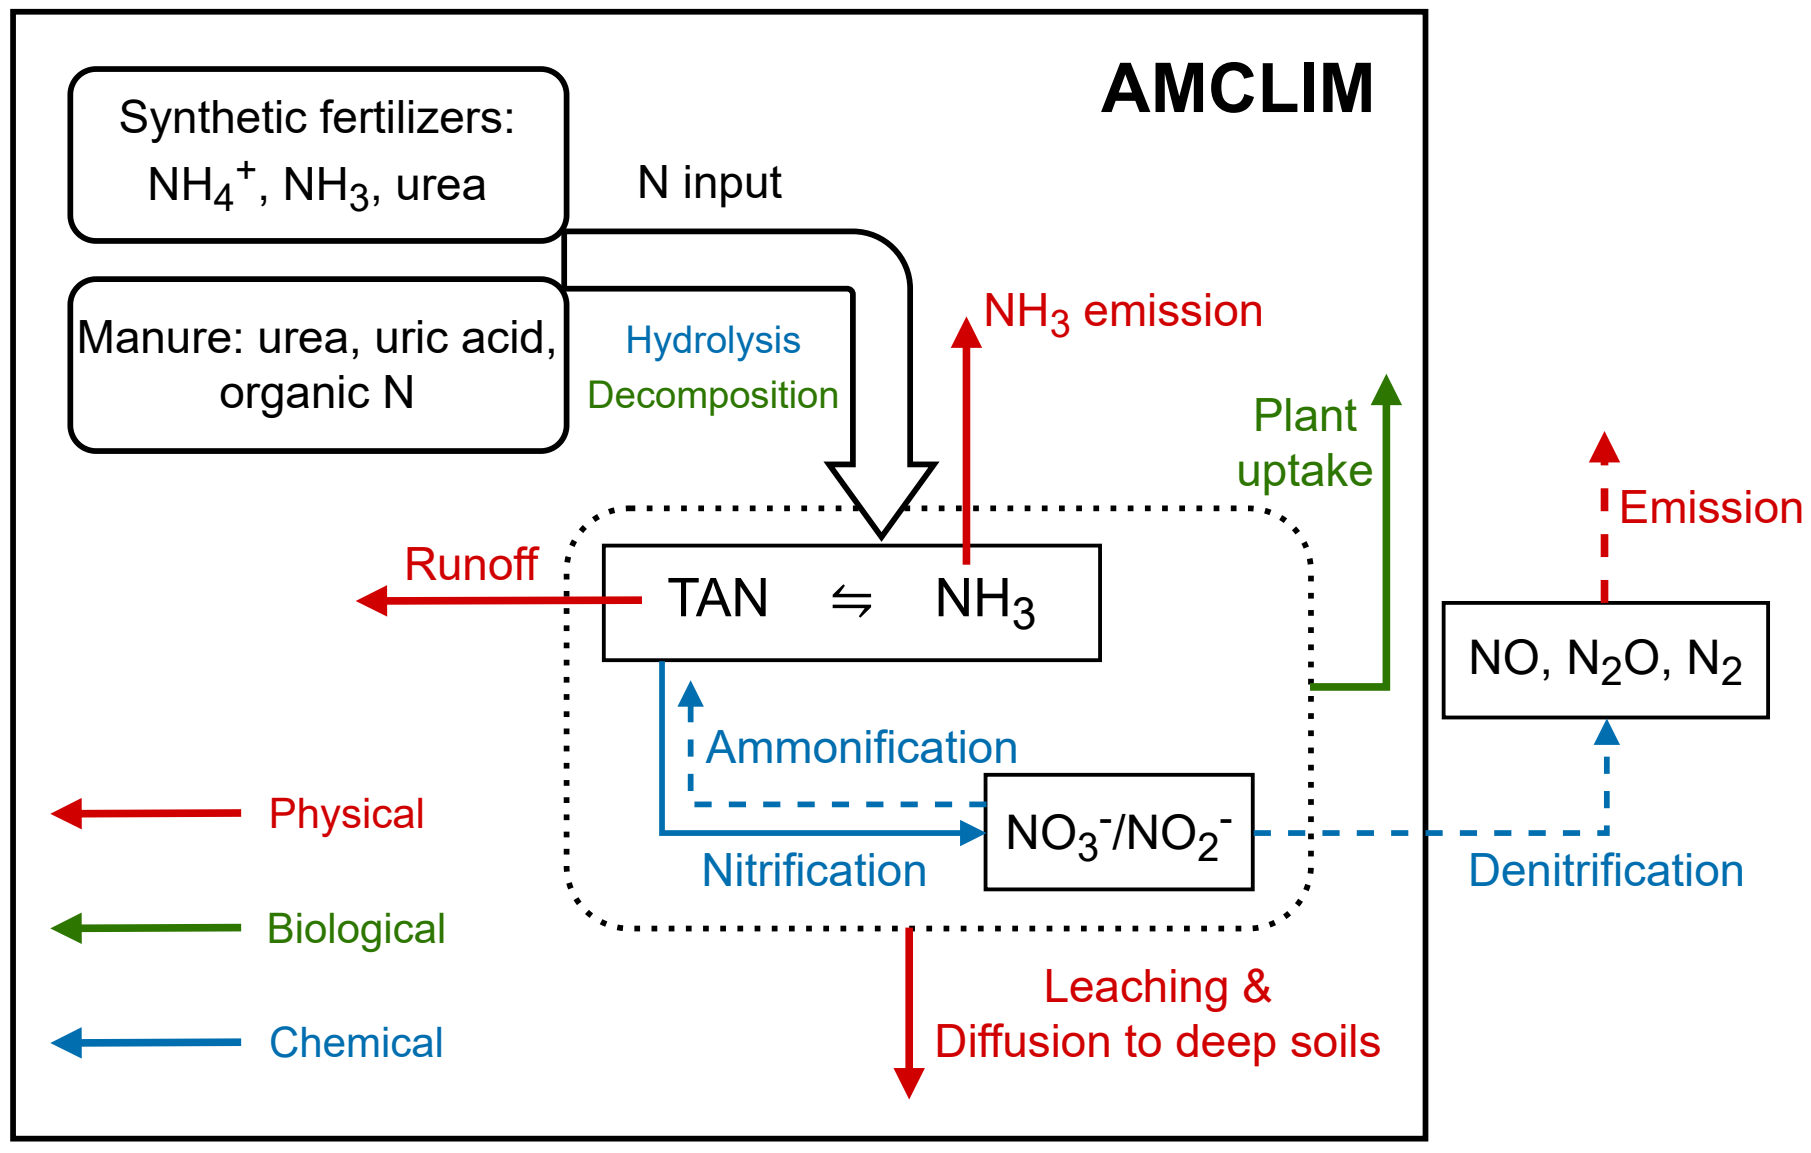 AMCLIM
Synthetic fertilizers:
NH₄⁺, NH₃, urea
N input
Manure: urea, uric acid,
organic N
Hydrolysis
Decomposition
NH₃ emission
Plant
uptake
Emission
Runoff
TAN ⇋ NH₃
NO, N₂O, N₂
Ammonification
NO₃⁻/NO₂⁻
Nitrification
Denitrification
Physical
Biological
Chemical
Leaching &
Diffusion to deep soils